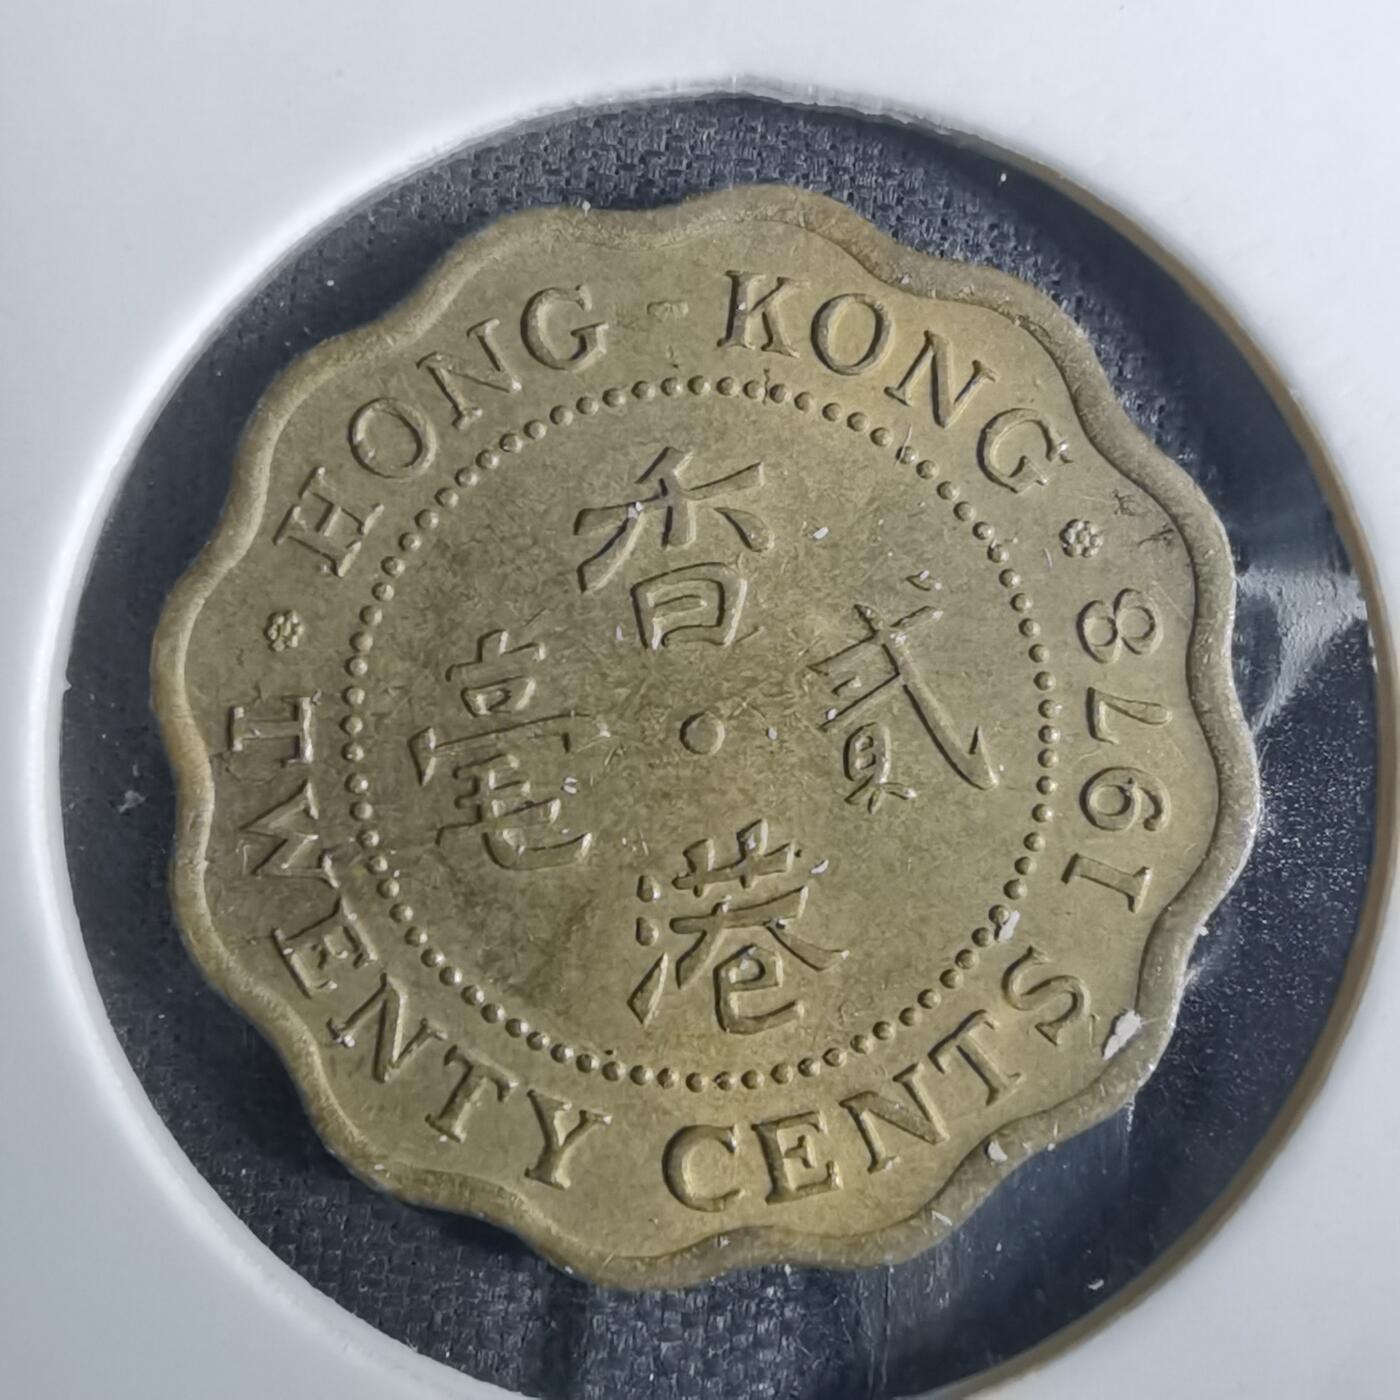 HONG-KONG
1978
TWENTY CENTS
香港
貳毫